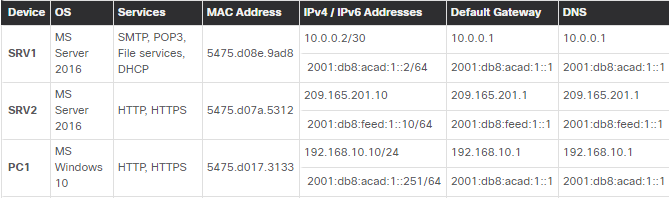 Device OS Services MAC Address IPv4 / IPv6 Addresses Default Gateway DNS
SRV1
MS
Server
2016
SMTP, POP3,
File services,
DHCP
5475.d08e.9ad8
10.0.0.2/30 10.0.0.1 10.0.0.1
2001:db8:acad:1::2/64 2001:db8:acad:1::1 2001:db8:acad:1::1
SRV2
MS
Server
2016
HTTP, HTTPS
5475.d07a.5312
209.165.201.10 209.165.201.1 209.165.201.1
2001:db8:feed:1::10/64 2001:db8:feed:1::1 2001:db8:feed:1::1
PC1
MS
Windows
10
HTTP, HTTPS
5475.d017.3133
192.168.10.10/24 192.168.10.1 192.168.10.1
2001:db8:acad:1::251/64 2001:db8:acad:1::1 2001:db8:acad:1::1